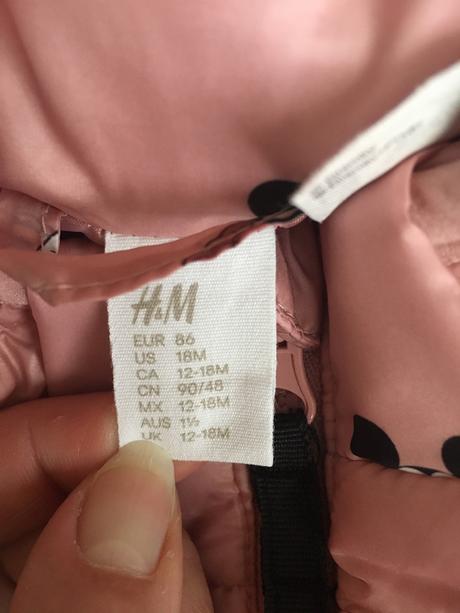 H&M
EUR 86
US 18M
CA 12-18M
CN 90/48
MX 12-18M
AUS 1½
UK 12-18M